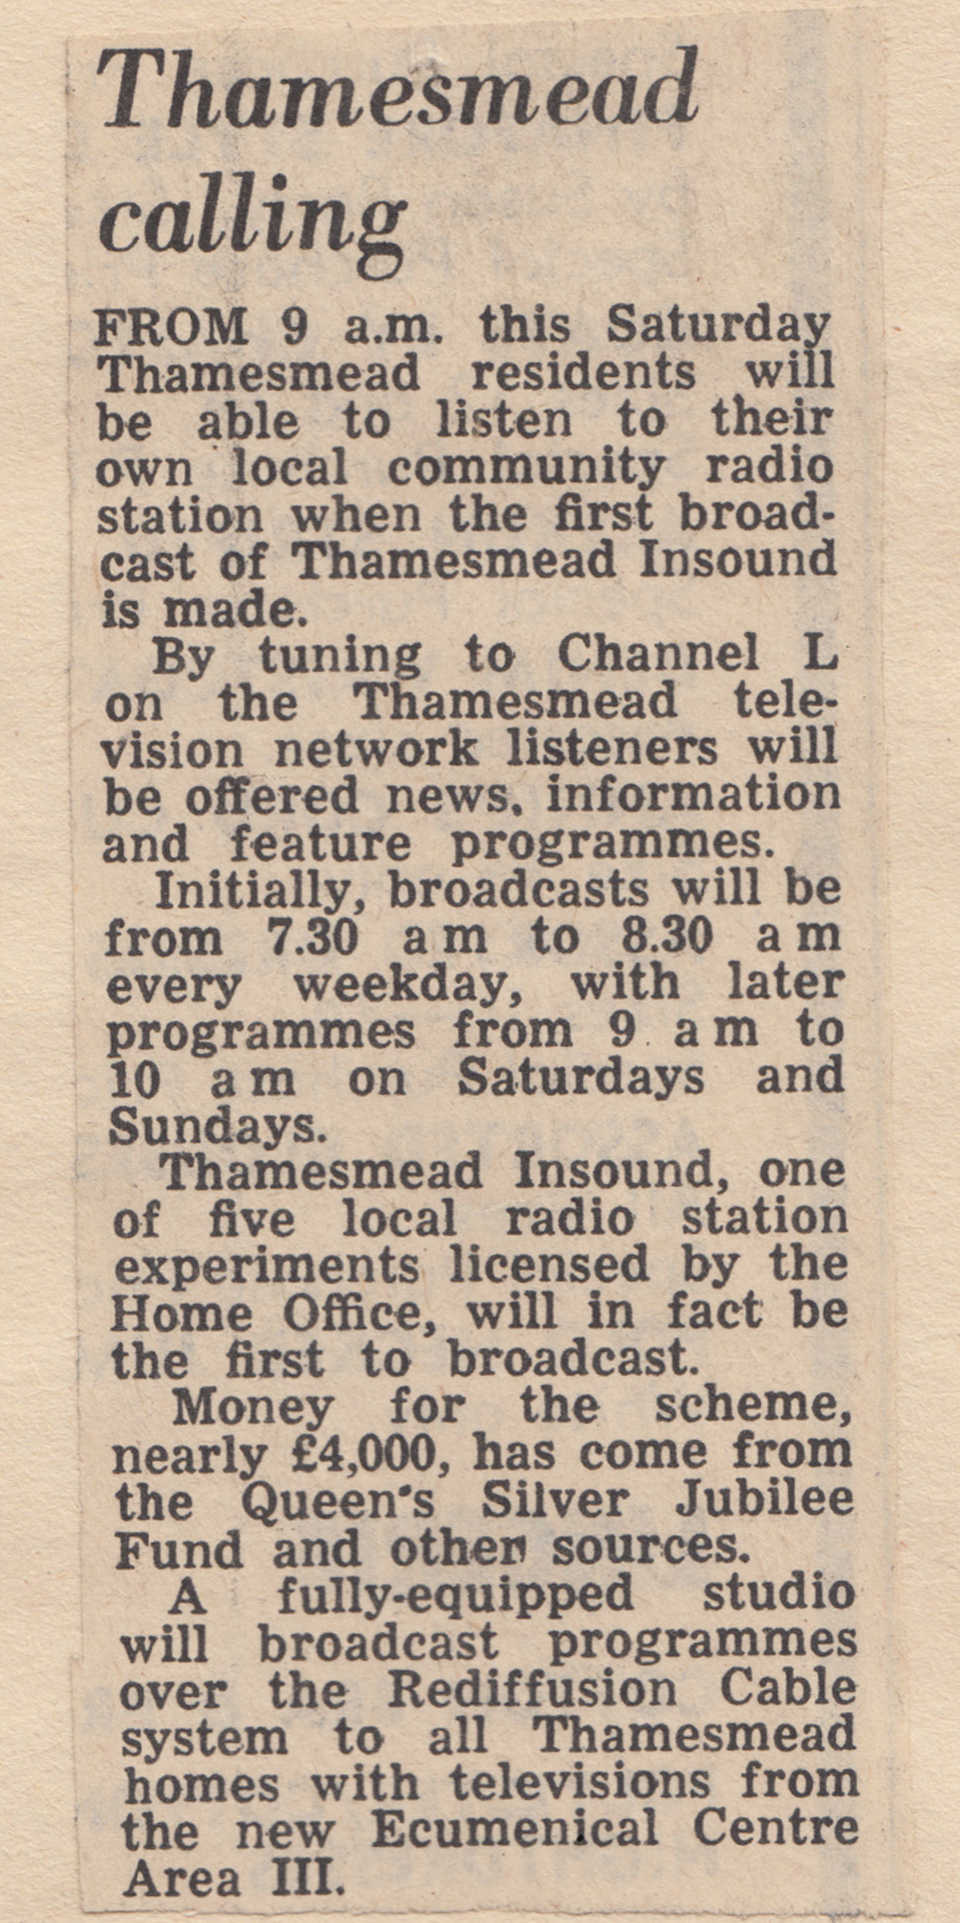 Thamesmead
calling
FROM 9 a.m. this Saturday
Thamesmead residents will
be able to listen to their
own local community radio
station when the first broad-
cast of Thamesmead Insound
is made.
By tuning to Channel L
on the Thamesmead tele-
vision network listeners will
be offered news, information
and feature programmes.
Initially, broadcasts will be
from 7.30 a m to 8.30 a m
every weekday, with later
programmes from 9 a m to
10 a m on Saturdays and
Sundays.
Thamesmead Insound, one
of five local radio station
experiments licensed by the
Home Office, will in fact be
the first to broadcast.
Money for the scheme,
nearly £4,000, has come from
the Queen's Silver Jubilee
Fund and other sources.
A fully-equipped studio
will broadcast programmes
over the Rediffusion Cable
system to all Thamesmead
homes with televisions from
the new Ecumenical Centre
Area III.